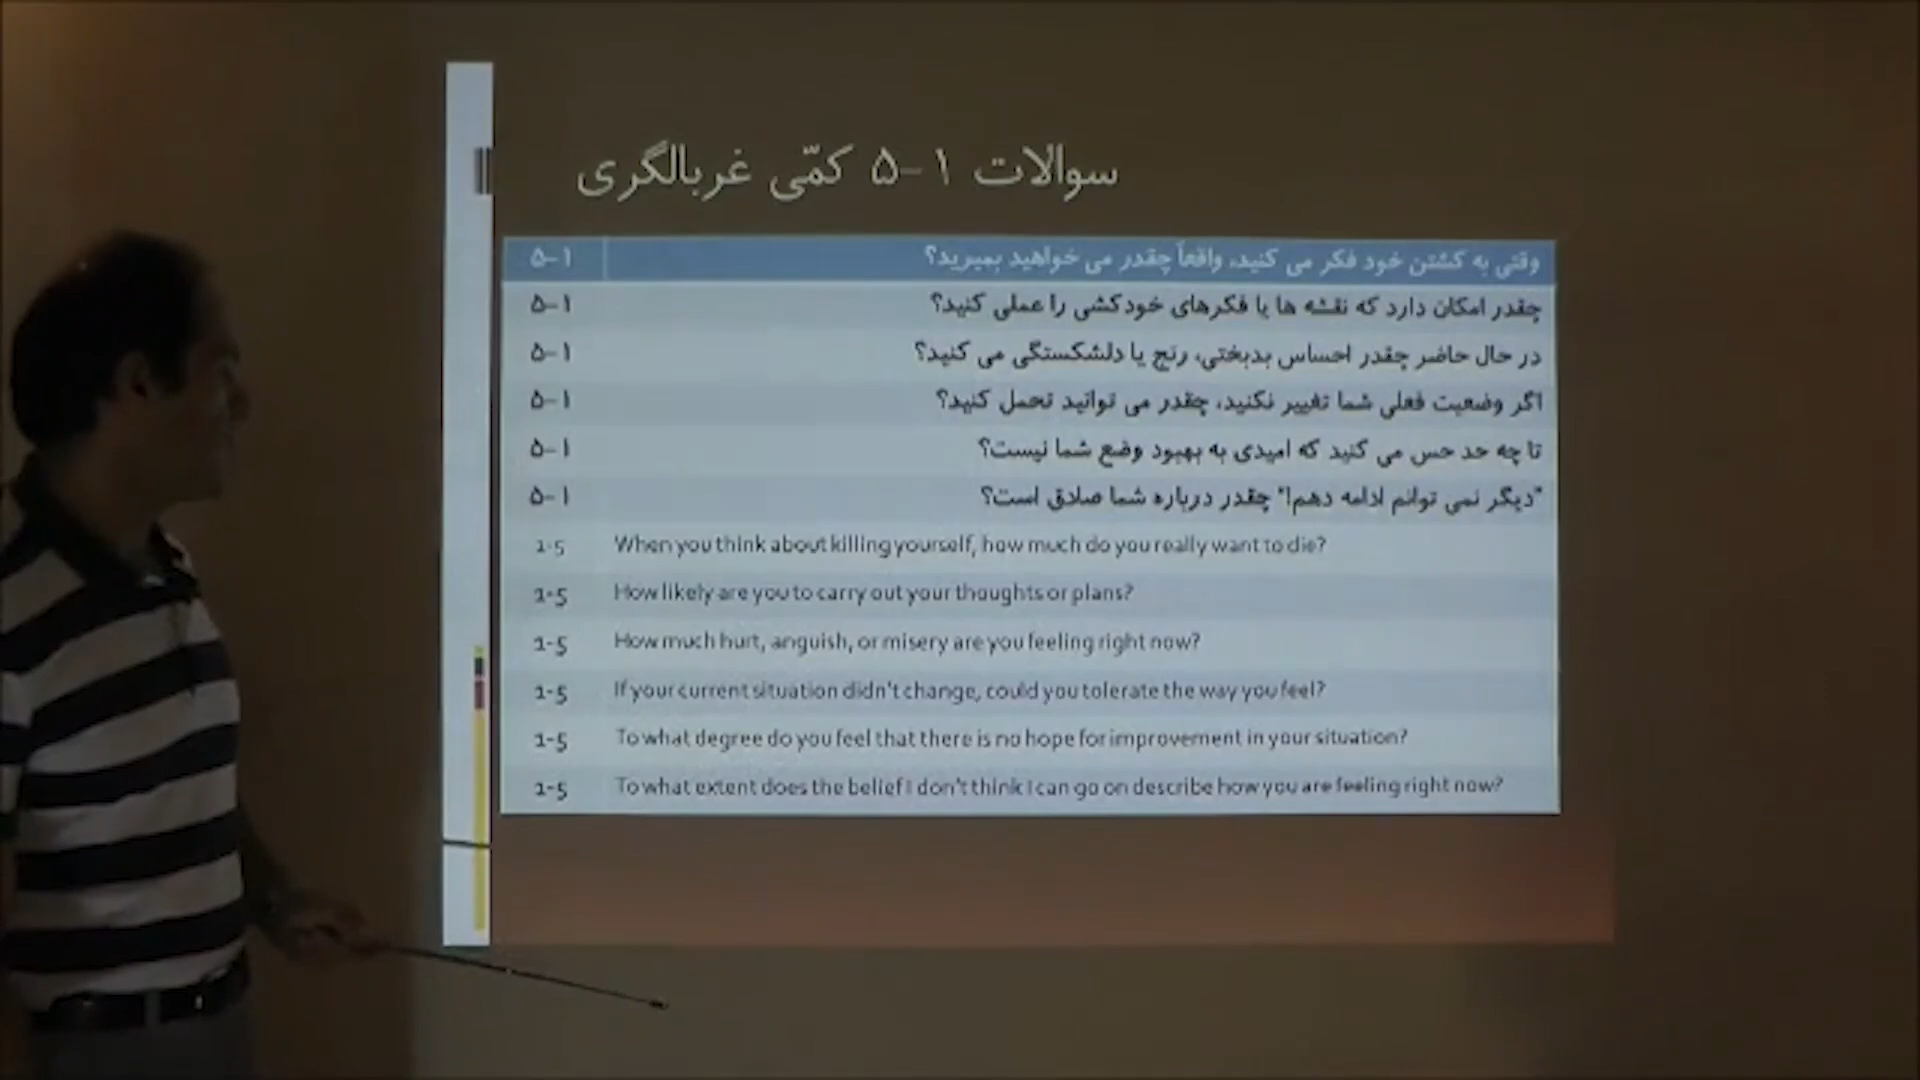 سوالات ۱-۵ کمّی غربالگری
وقتی به کشتن خود فکر می کنید، واقعاً چقدر می خواهید بمیرید؟ ۱-۵
چقدر امکان دارد که نقشه ها یا فکرهای خودکشی را عملی کنید؟ ۱-۵
در حال حاضر چقدر احساس بدبختی، رنج یا دلشکستگی می کنید؟ ۱-۵
اگر وضعیت فعلی شما تغییر نکنید، چقدر می توانید تحمل کنید؟ ۱-۵
تا چه حد حس می کنید که امیدی به بهبود وضع شما نیست؟ ۱-۵
"دیگر نمی توانم ادامه دهم!" چقدر درباره شما صادق است؟ ۱-۵
1-5 When you think about killing yourself, how much do you really want to die?
1-5 How likely are you to carry out your thoughts or plans?
1-5 How much hurt, anguish, or misery are you feeling right now?
1-5 If your current situation didn't change, could you tolerate the way you feel?
1-5 To what degree do you feel that there is no hope for improvement in your situation?
1-5 To what extent does the belief I don't think I can go on describe how you are feeling right now?